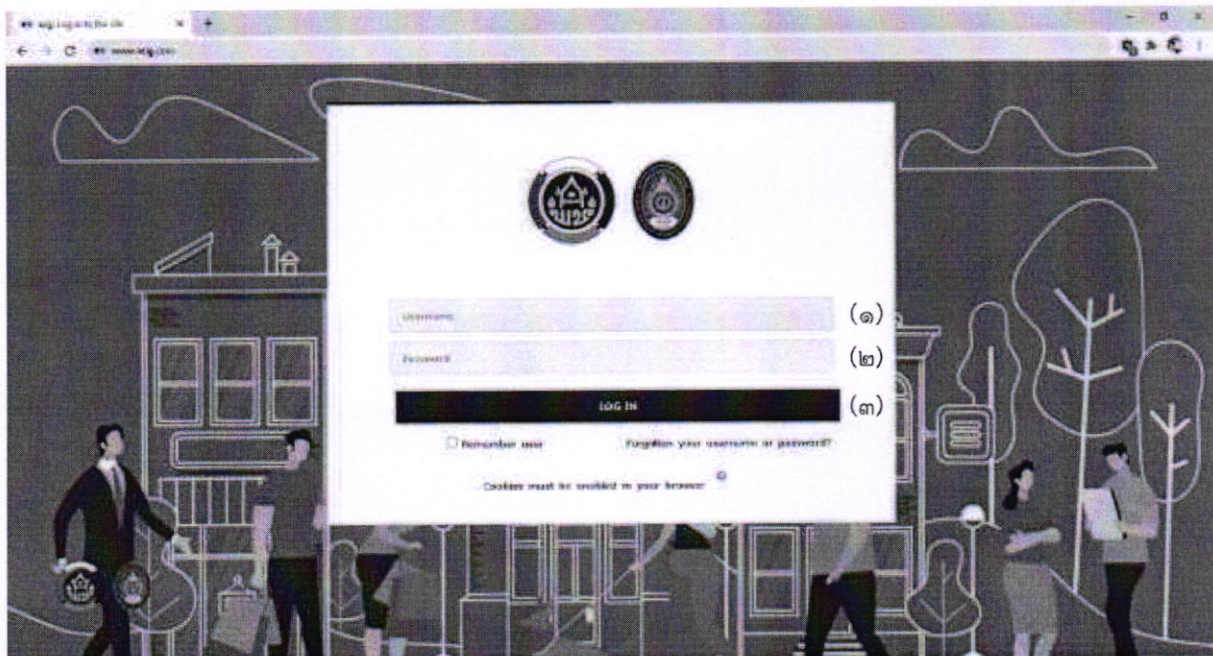 Username (๑)
Password (๒)
LOG IN (๓)
Remember user Forgotten your username or password?
Cookies must be enabled in your browser